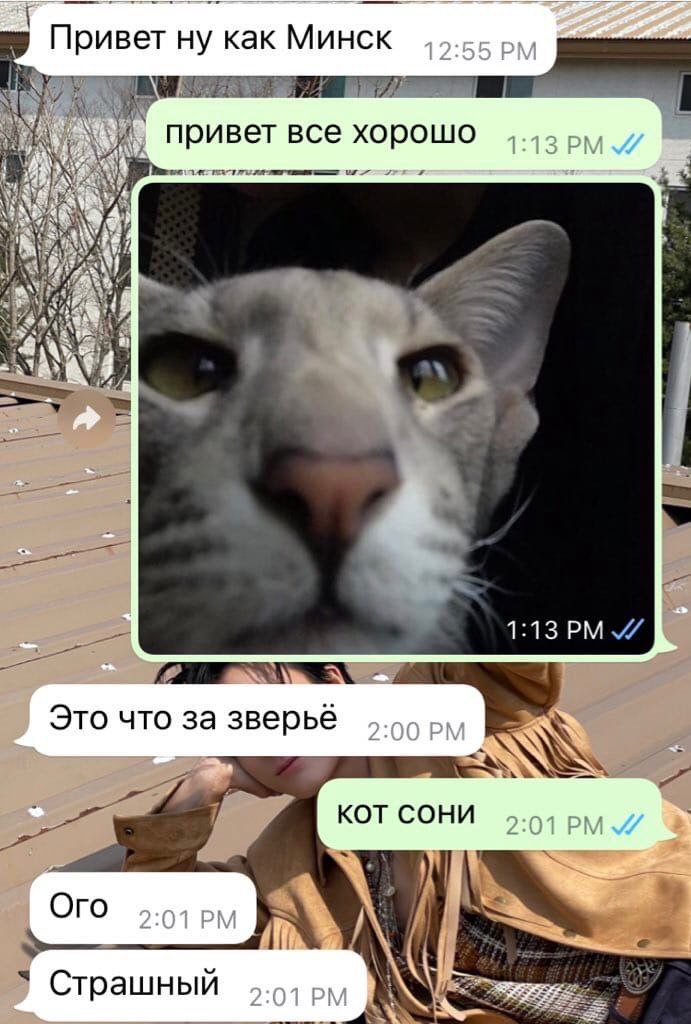 Привет ну как Минск 12:55 PM
привет все хорошо 1:13 PM
1:13 PM
Это что за зверьё 2:00 PM
кот сони 2:01 PM
Ого 2:01 PM
Страшный 2:01 PM